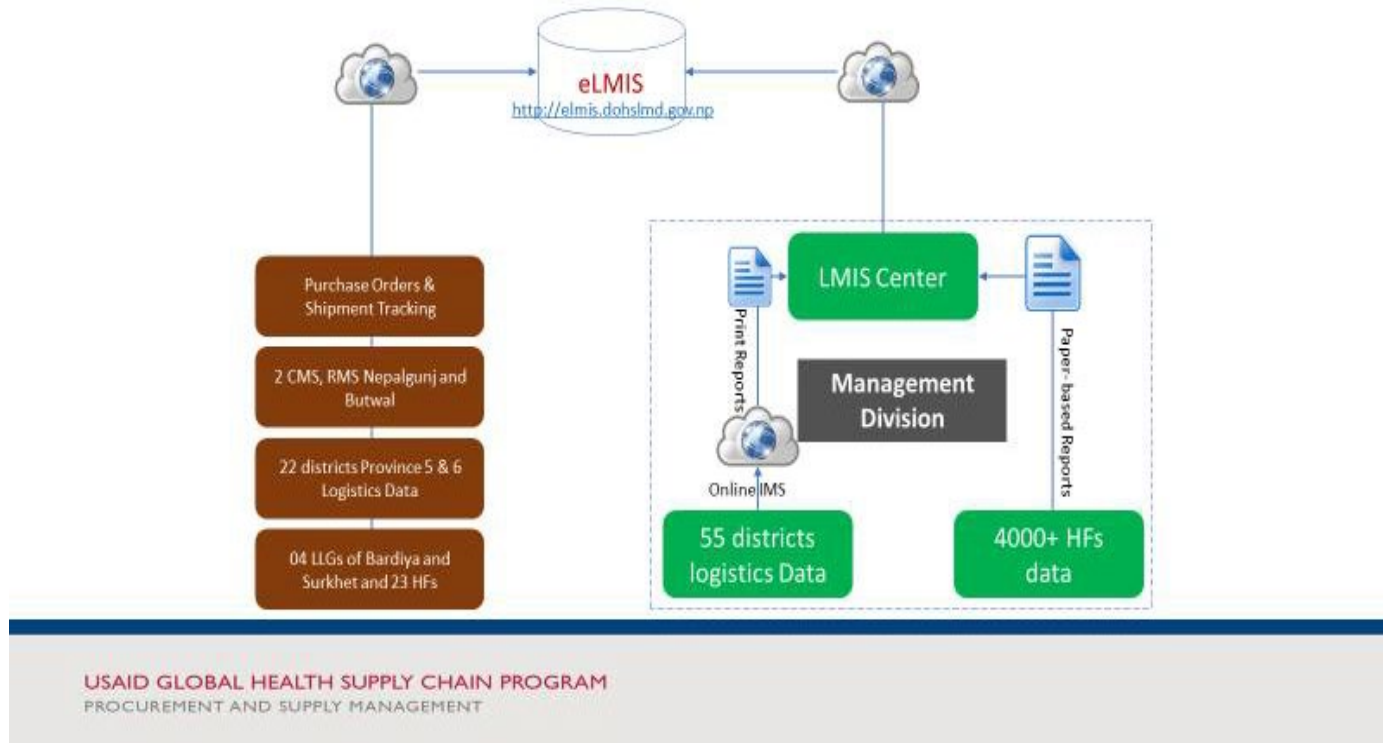 eLMIS
http://elmis.dohslmd.gov.np
Purchase Orders &
Shipment Tracking
2 CMS, RMS Nepalgunj and
Butwal
22 districts Province 5 & 6
Logistics Data
04 LLGs of Bardiya and
Surkhet and 23 HFs
LMIS Center
Print Reports
Paper- based Reports
Management
Division
Online IMS
55 districts
logistics Data
4000+ HFs
data
USAID GLOBAL HEALTH SUPPLY CHAIN PROGRAM
PROCUREMENT AND SUPPLY MANAGEMENT